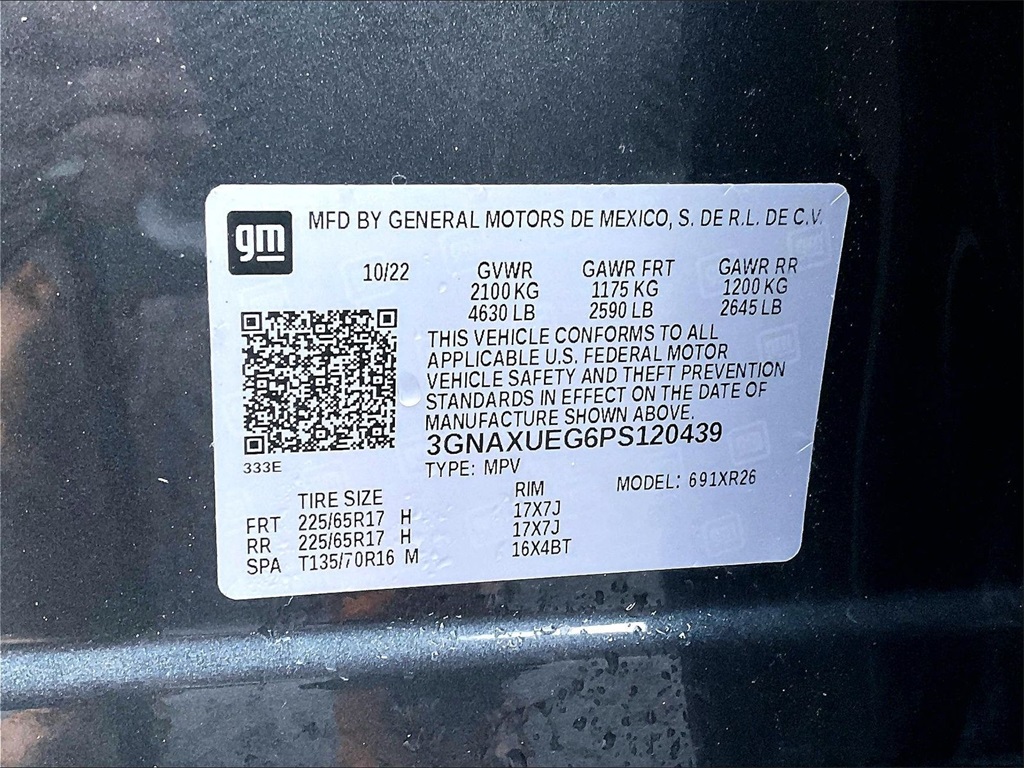 gm
MFD BY GENERAL MOTORS DE MEXICO, S. DE R.L. DE C.V.
10/22 GVWR GAWR FRT GAWR RR
2100 KG 1175 KG 1200 KG
4630 LB 2590 LB 2645 LB
THIS VEHICLE CONFORMS TO ALL
APPLICABLE U.S. FEDERAL MOTOR
VEHICLE SAFETY AND THEFT PREVENTION
STANDARDS IN EFFECT ON THE DATE OF
MANUFACTURE SHOWN ABOVE.
3GNAXUEG6PS120439
333E
TYPE: MPV
MODEL: 691XR26
TIRE SIZE RIM
FRT 225/65R17 H 17X7J
RR 225/65R17 H 17X7J
SPA T135/70R16 M 16X4BT